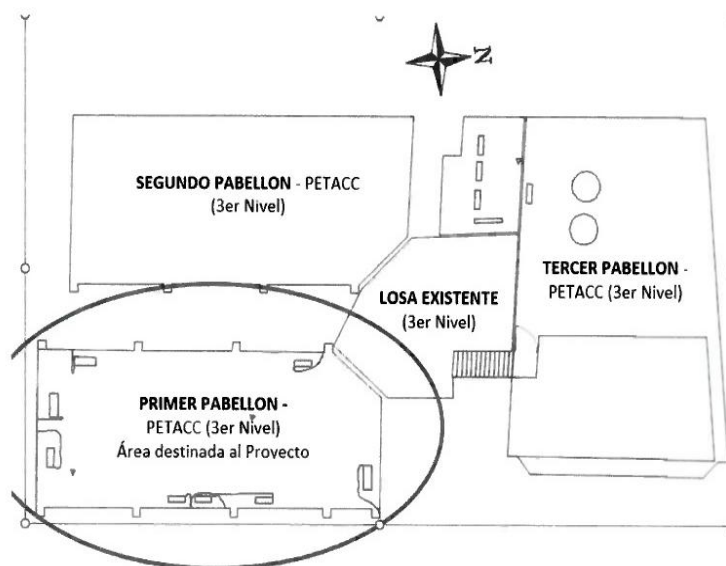 N
SEGUNDO PABELLON - PETACC
(3er Nivel)
LOSA EXISTENTE
(3er Nivel)
TERCER PABELLON -
PETACC (3er Nivel)
PRIMER PABELLON -
PETACC (3er Nivel)
Área destinada al Proyecto